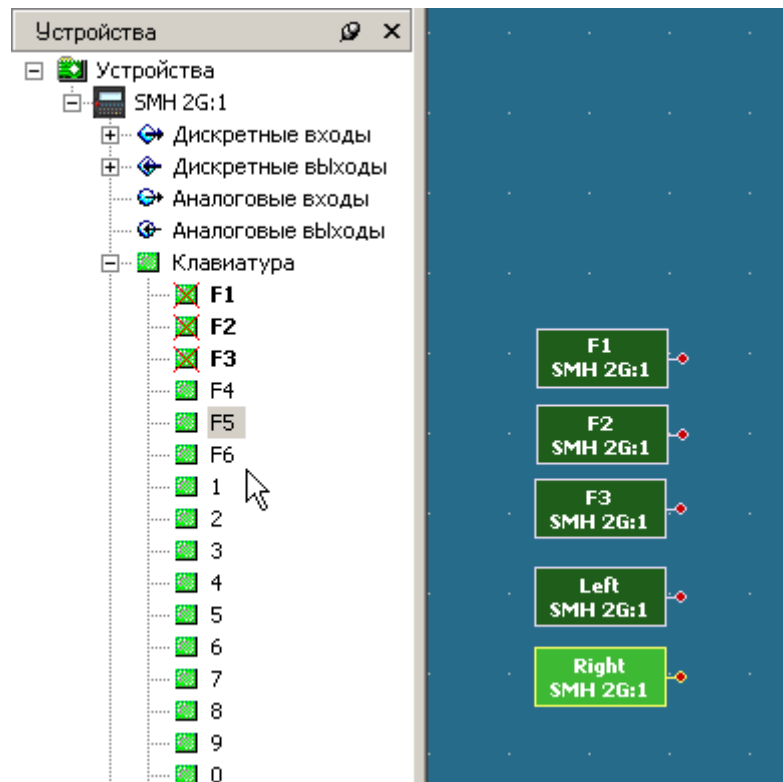 Устройства
Устройства
SMH 2G:1
Дискретные входы
Дискретные выходы
Аналоговые входы
Аналоговые выходы
Клавиатура
F1
F2
F3
F4
F5
F6
1
2
3
4
5
6
7
8
9
0
F1
SMH 2G:1
F2
SMH 2G:1
F3
SMH 2G:1
Left
SMH 2G:1
Right
SMH 2G:1